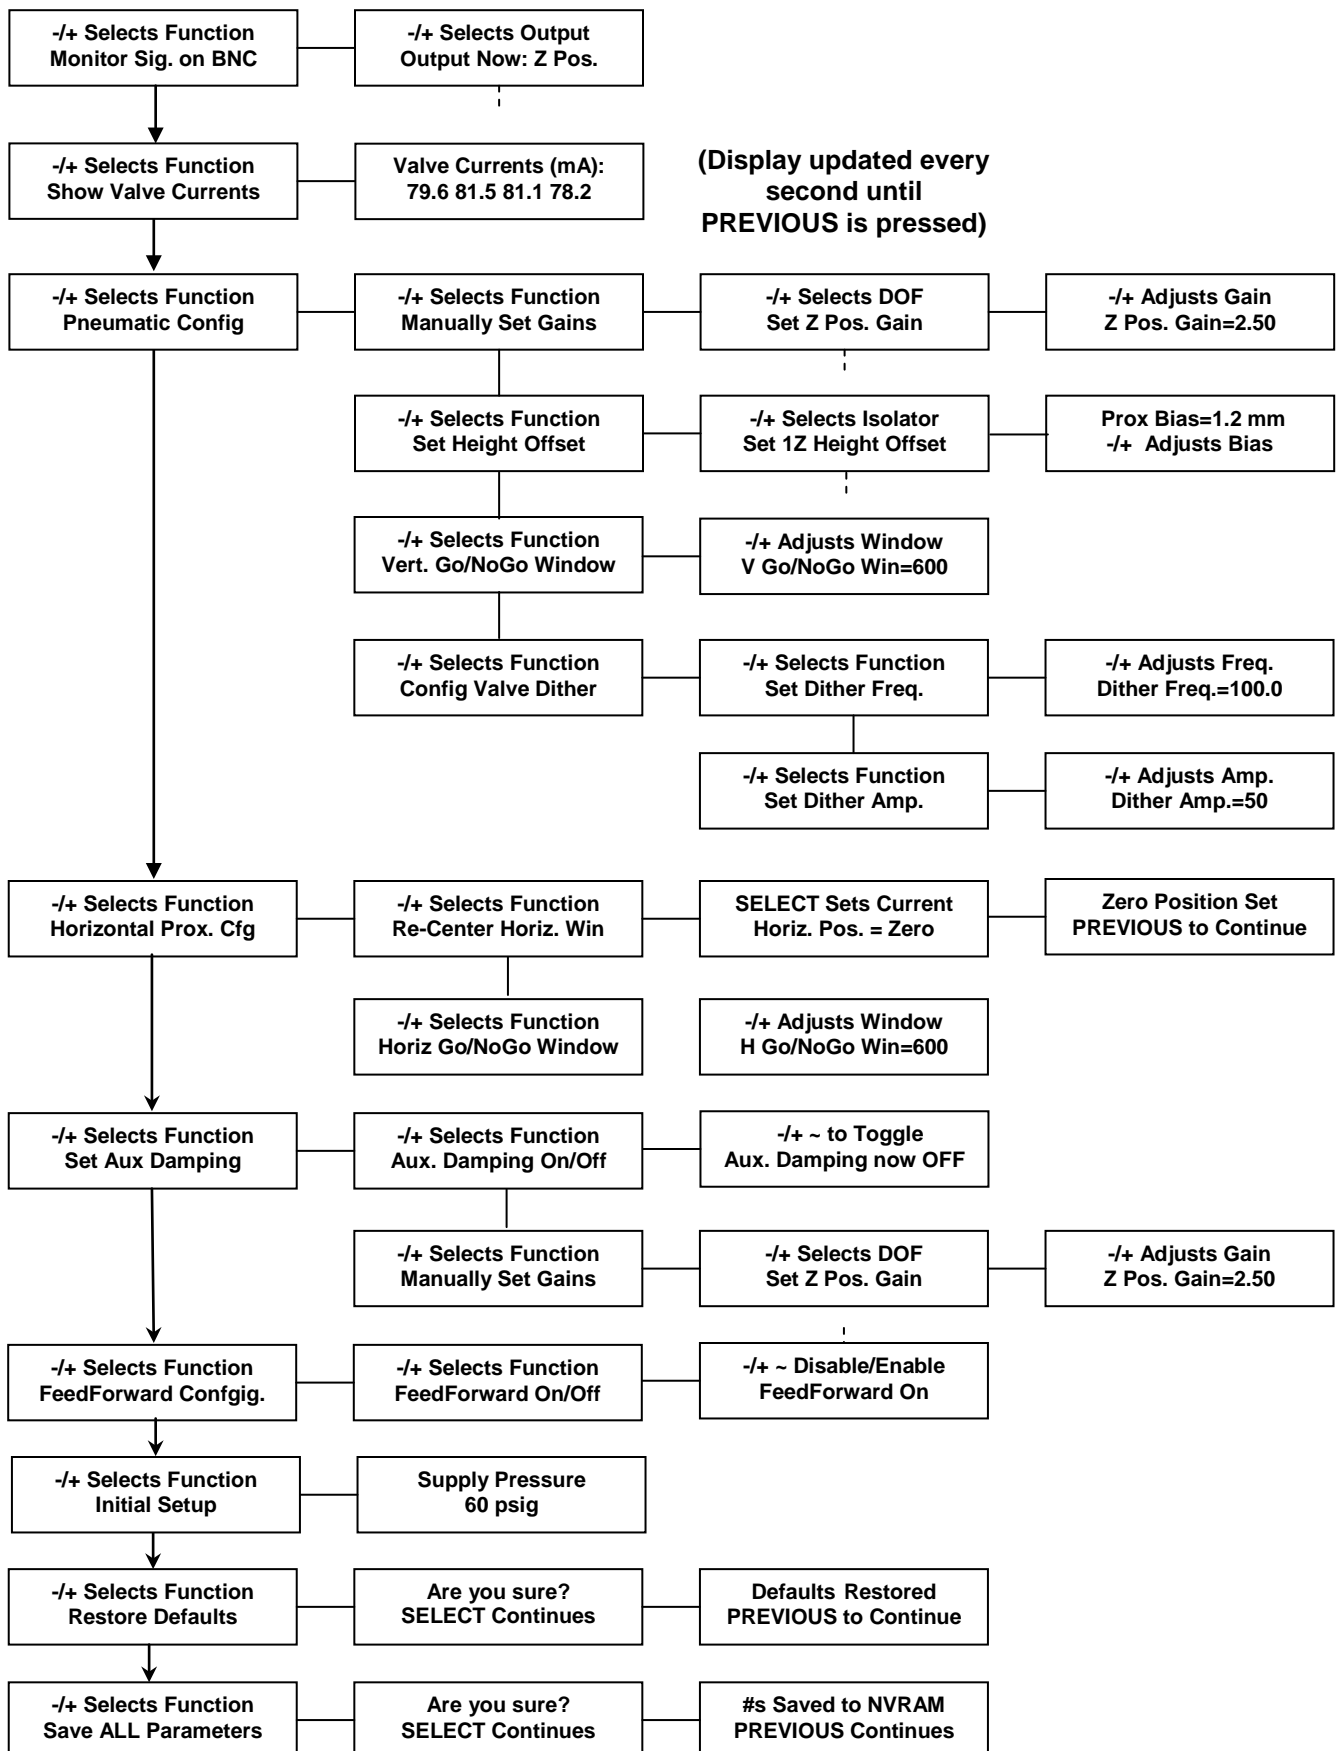 -/+ Selects Function
Monitor Sig. on BNC
-/+ Selects Output
Output Now: Z Pos.
-/+ Selects Function
Show Valve Currents
Valve Currents (mA):
79.6 81.5 81.1 78.2
(Display updated every
second until
PREVIOUS is pressed)
-/+ Selects Function
Pneumatic Config
-/+ Selects Function
Manually Set Gains
-/+ Selects DOF
Set Z Pos. Gain
-/+ Adjusts Gain
Z Pos. Gain=2.50
-/+ Selects Function
Set Height Offset
-/+ Selects Isolator
Set 1Z Height Offset
Prox Bias=1.2 mm
-/+ Adjusts Bias
-/+ Selects Function
Vert. Go/NoGo Window
-/+ Adjusts Window
V Go/NoGo Win=600
-/+ Selects Function
Config Valve Dither
-/+ Selects Function
Set Dither Freq.
-/+ Adjusts Freq.
Dither Freq.=100.0
-/+ Selects Function
Set Dither Amp.
-/+ Adjusts Amp.
Dither Amp.=50
-/+ Selects Function
Horizontal Prox. Cfg
-/+ Selects Function
Re-Center Horiz. Win
SELECT Sets Current
Horiz. Pos. = Zero
Zero Position Set
PREVIOUS to Continue
-/+ Selects Function
Horiz Go/NoGo Window
-/+ Adjusts Window
H Go/NoGo Win=600
-/+ Selects Function
Set Aux Damping
-/+ Selects Function
Aux. Damping On/Off
-/+ ~ to Toggle
Aux. Damping now OFF
-/+ Selects Function
Manually Set Gains
-/+ Selects DOF
Set Z Pos. Gain
-/+ Adjusts Gain
Z Pos. Gain=2.50
-/+ Selects Function
FeedForward Confgig.
-/+ Selects Function
FeedForward On/Off
-/+ ~ Disable/Enable
FeedForward On
-/+ Selects Function
Initial Setup
Supply Pressure
60 psig
-/+ Selects Function
Restore Defaults
Are you sure?
SELECT Continues
Defaults Restored
PREVIOUS to Continue
-/+ Selects Function
Save ALL Parameters
Are you sure?
SELECT Continues
#s Saved to NVRAM
PREVIOUS Continues